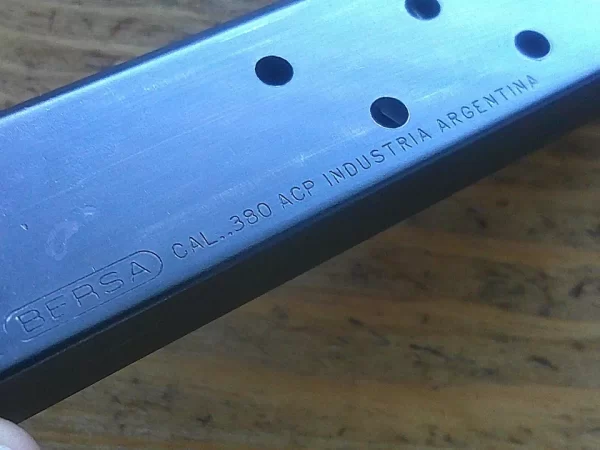 BERSA CAL..380 ACP INDUSTRIA ARGENTINA